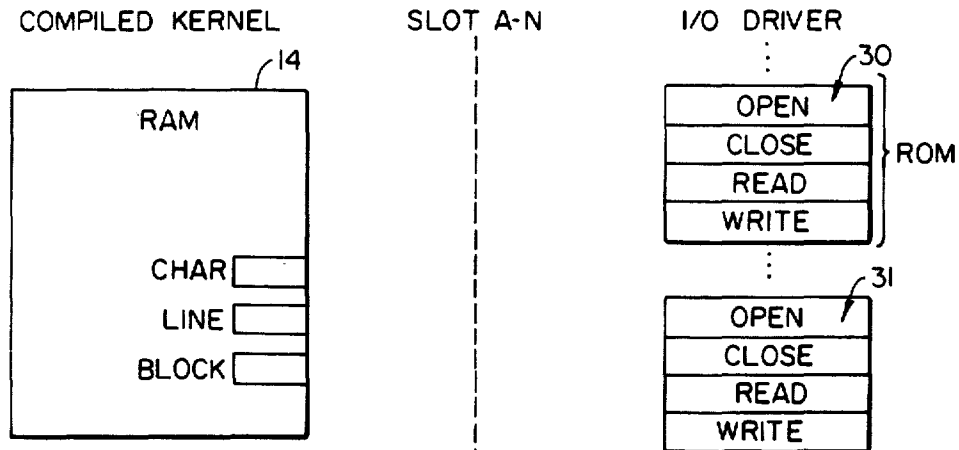 COMPILED KERNEL
SLOT A-N
I/O DRIVER
14
RAM
CHAR
LINE
BLOCK
30
OPEN
CLOSE
READ
WRITE
ROM
31
OPEN
CLOSE
READ
WRITE